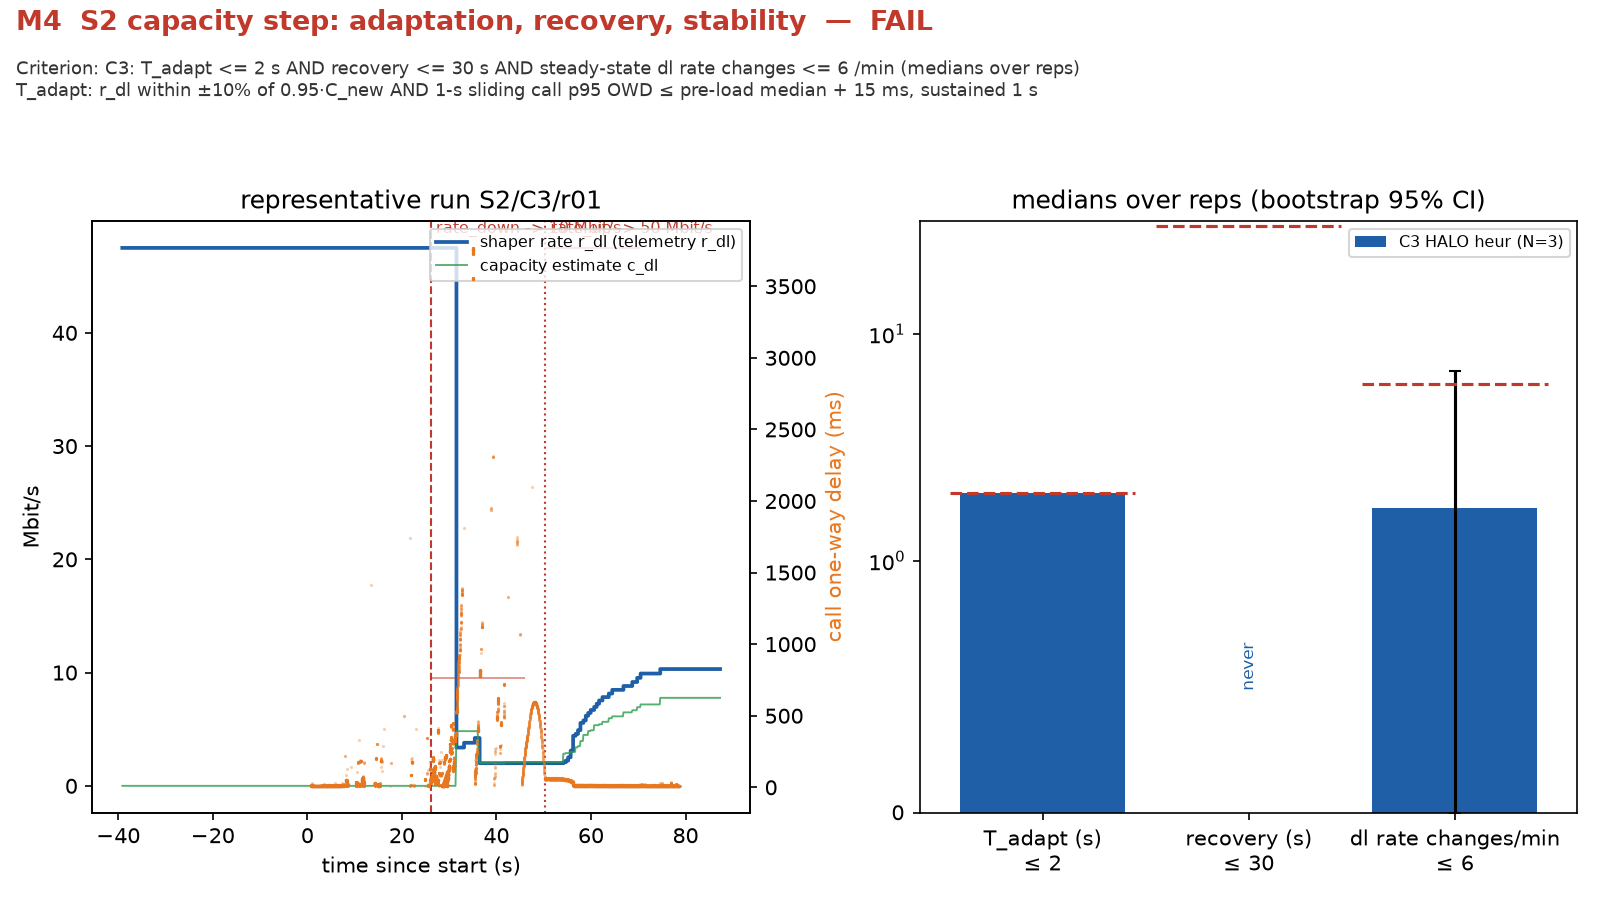 M4  S2 capacity step: adaptation, recovery, stability  —  FAIL
Criterion: C3: T_adapt <= 2 s AND recovery <= 30 s AND steady-state dl rate changes <= 6 /min (medians over reps)
T_adapt: r_dl within ±10% of 0.95·C_new AND 1-s sliding call p95 OWD ≤ pre-load median + 15 ms, sustained 1 s
representative run S2/C3/r01
rate_down -> 50 Mbit/s
shaper rate r_dl (telemetry r_dl)
capacity estimate c_dl
40
30
20
10
0
Mbit/s
3500
3000
2500
2000
1500
1000
500
0
call one-way delay (ms)
−40
−20
0
20
40
60
80
time since start (s)
medians over reps (bootstrap 95% CI)
C3 HALO heur (N=3)
10¹
10⁰
0
never
T_adapt (s)
≤ 2
recovery (s)
≤ 30
dl rate changes/min
≤ 6